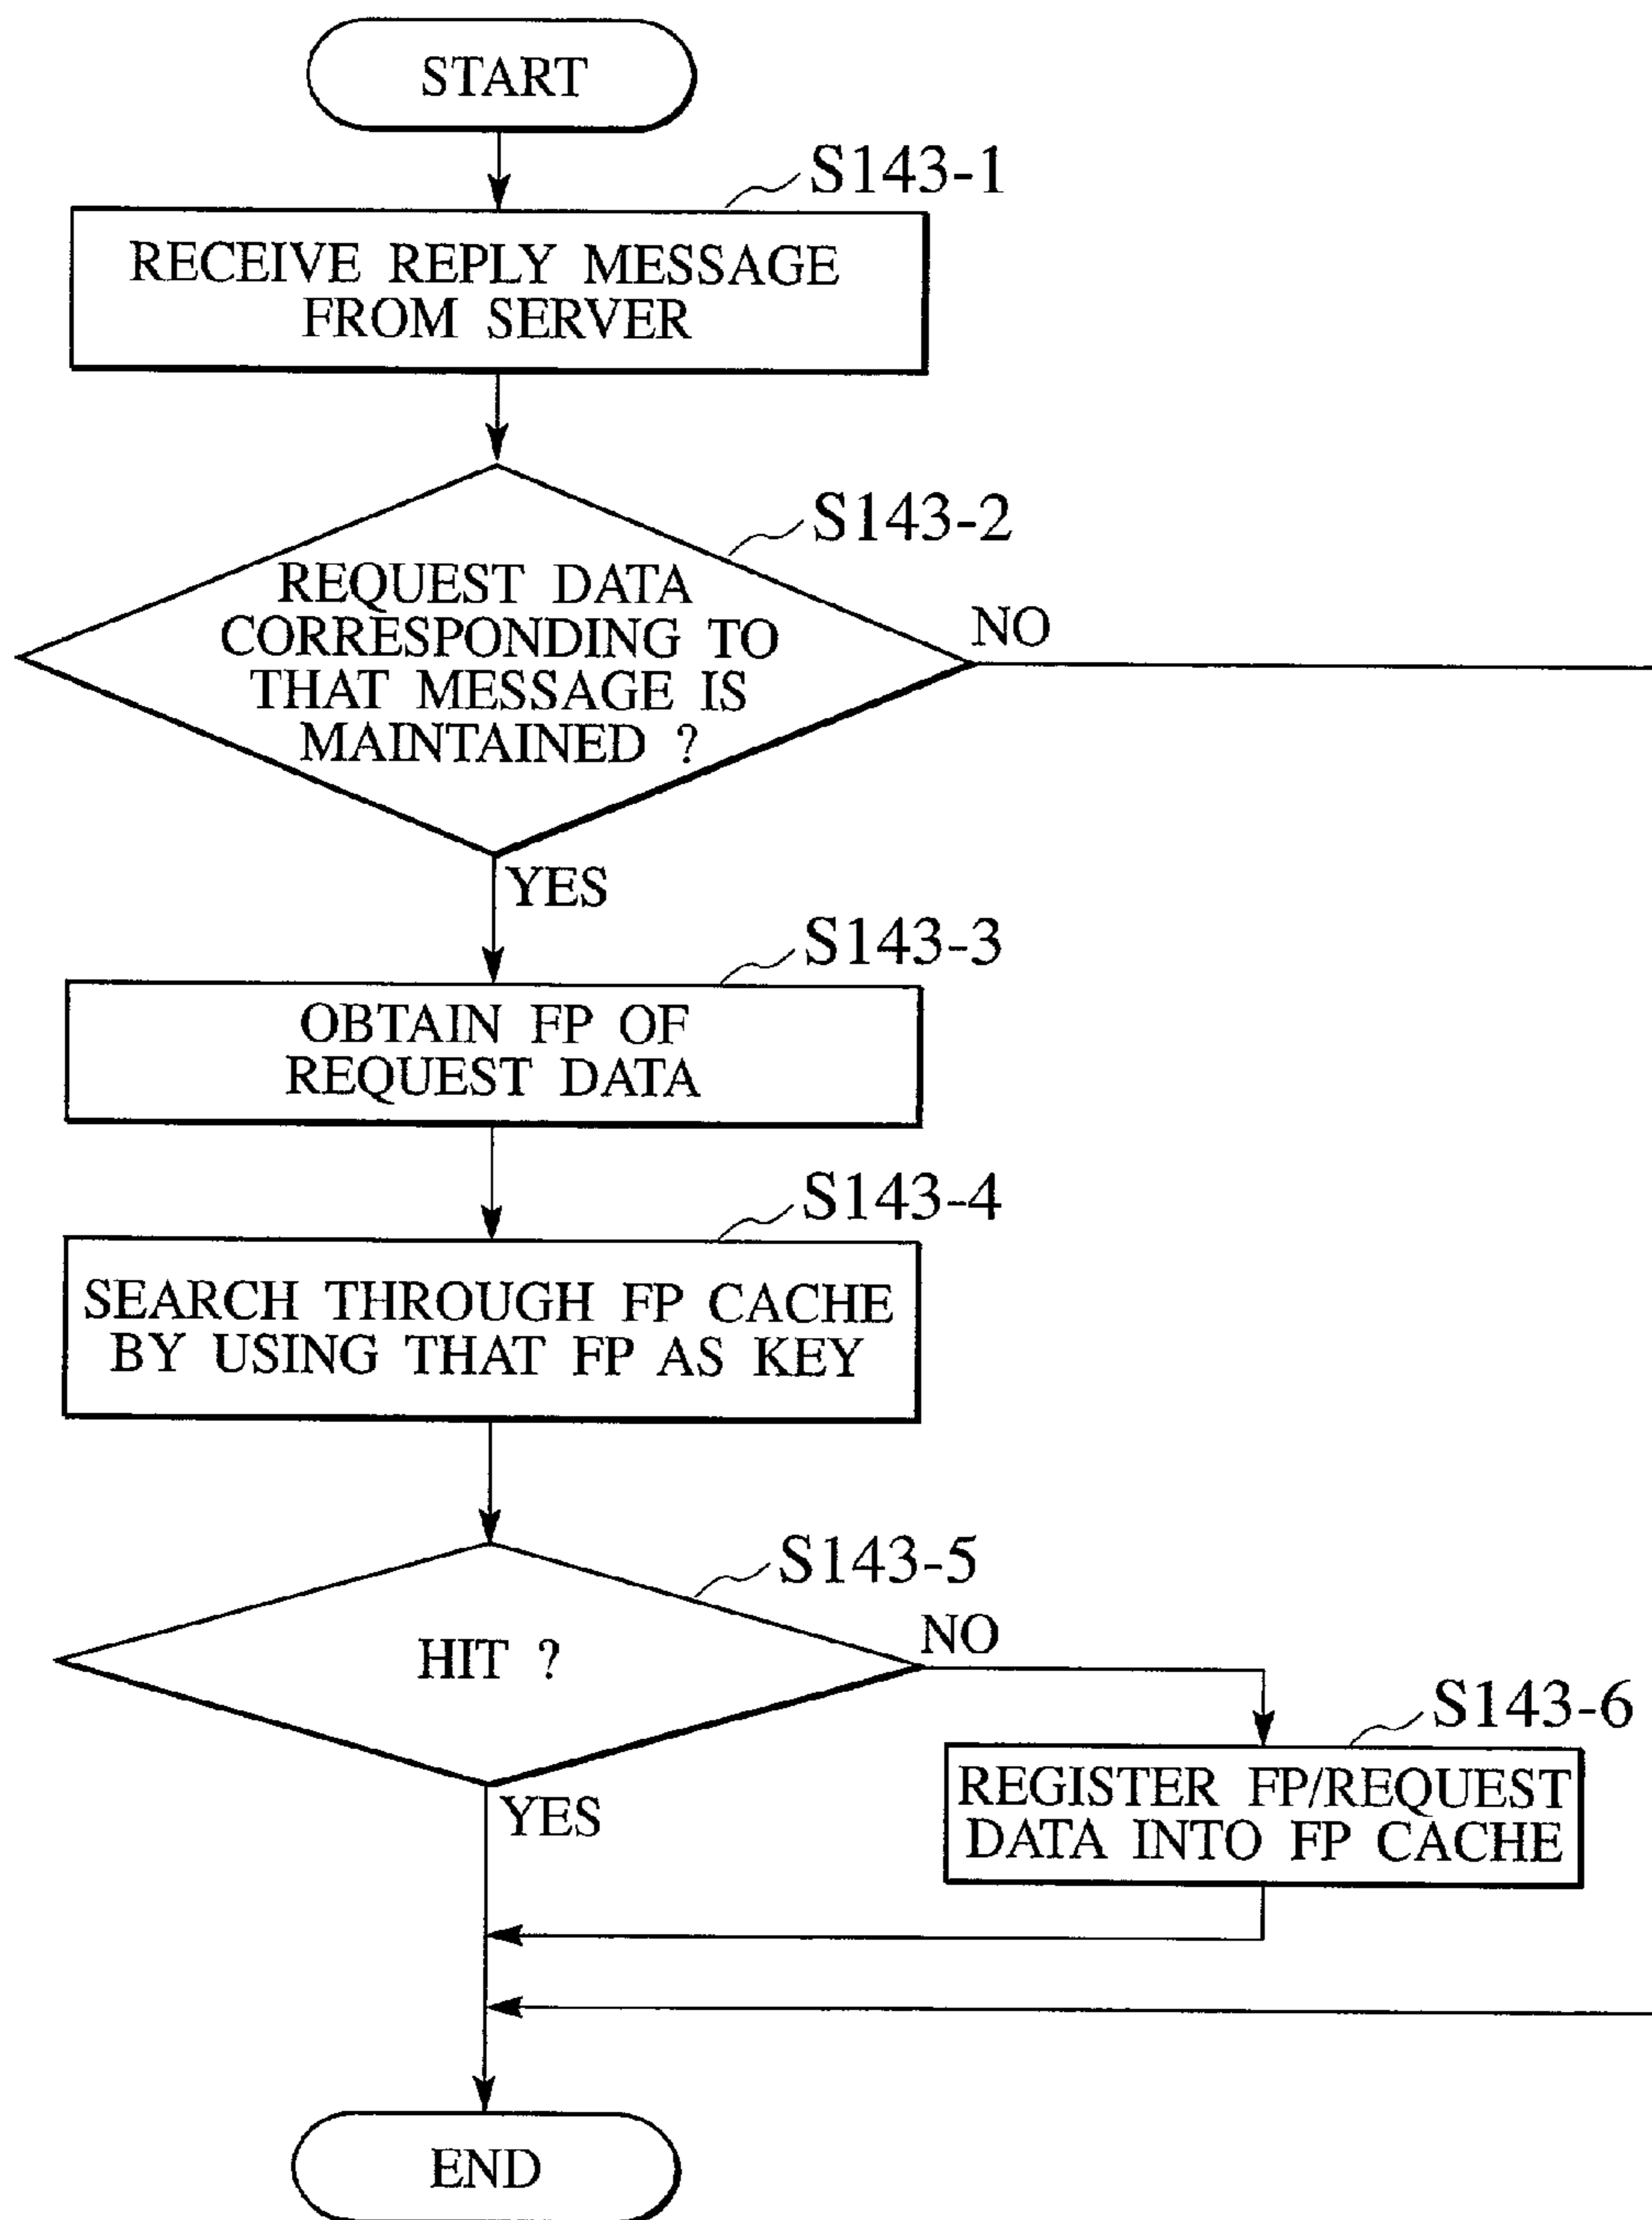 START
S143-1
RECEIVE REPLY MESSAGE
FROM SERVER
S143-2
REQUEST DATA
CORRESPONDING TO
THAT MESSAGE IS
MAINTAINED ?
NO
YES
S143-3
OBTAIN FP OF
REQUEST DATA
S143-4
SEARCH THROUGH FP CACHE
BY USING THAT FP AS KEY
S143-5
HIT ?
NO
YES
S143-6
REGISTER FP/REQUEST
DATA INTO FP CACHE
END